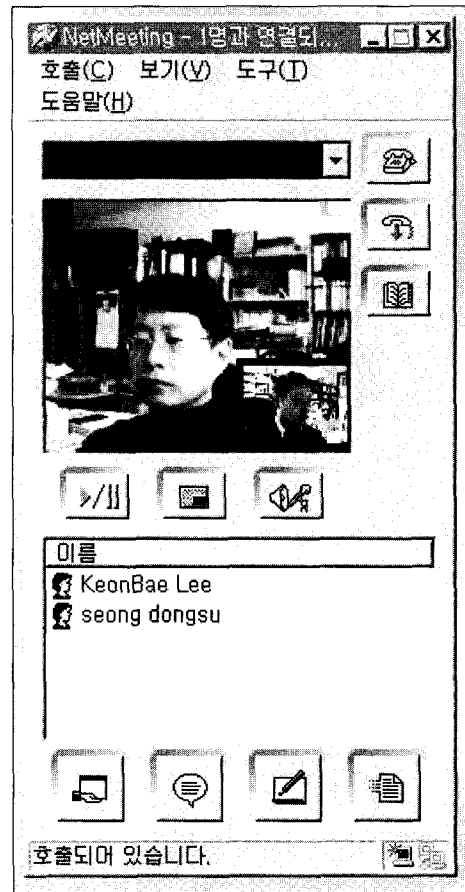 NetMeeting - 1명과 연결되...
호출(C) 보기(V) 도구(T)
도움말(H)
이름
KeonBae Lee
seong dongsu
호출되어 있습니다.